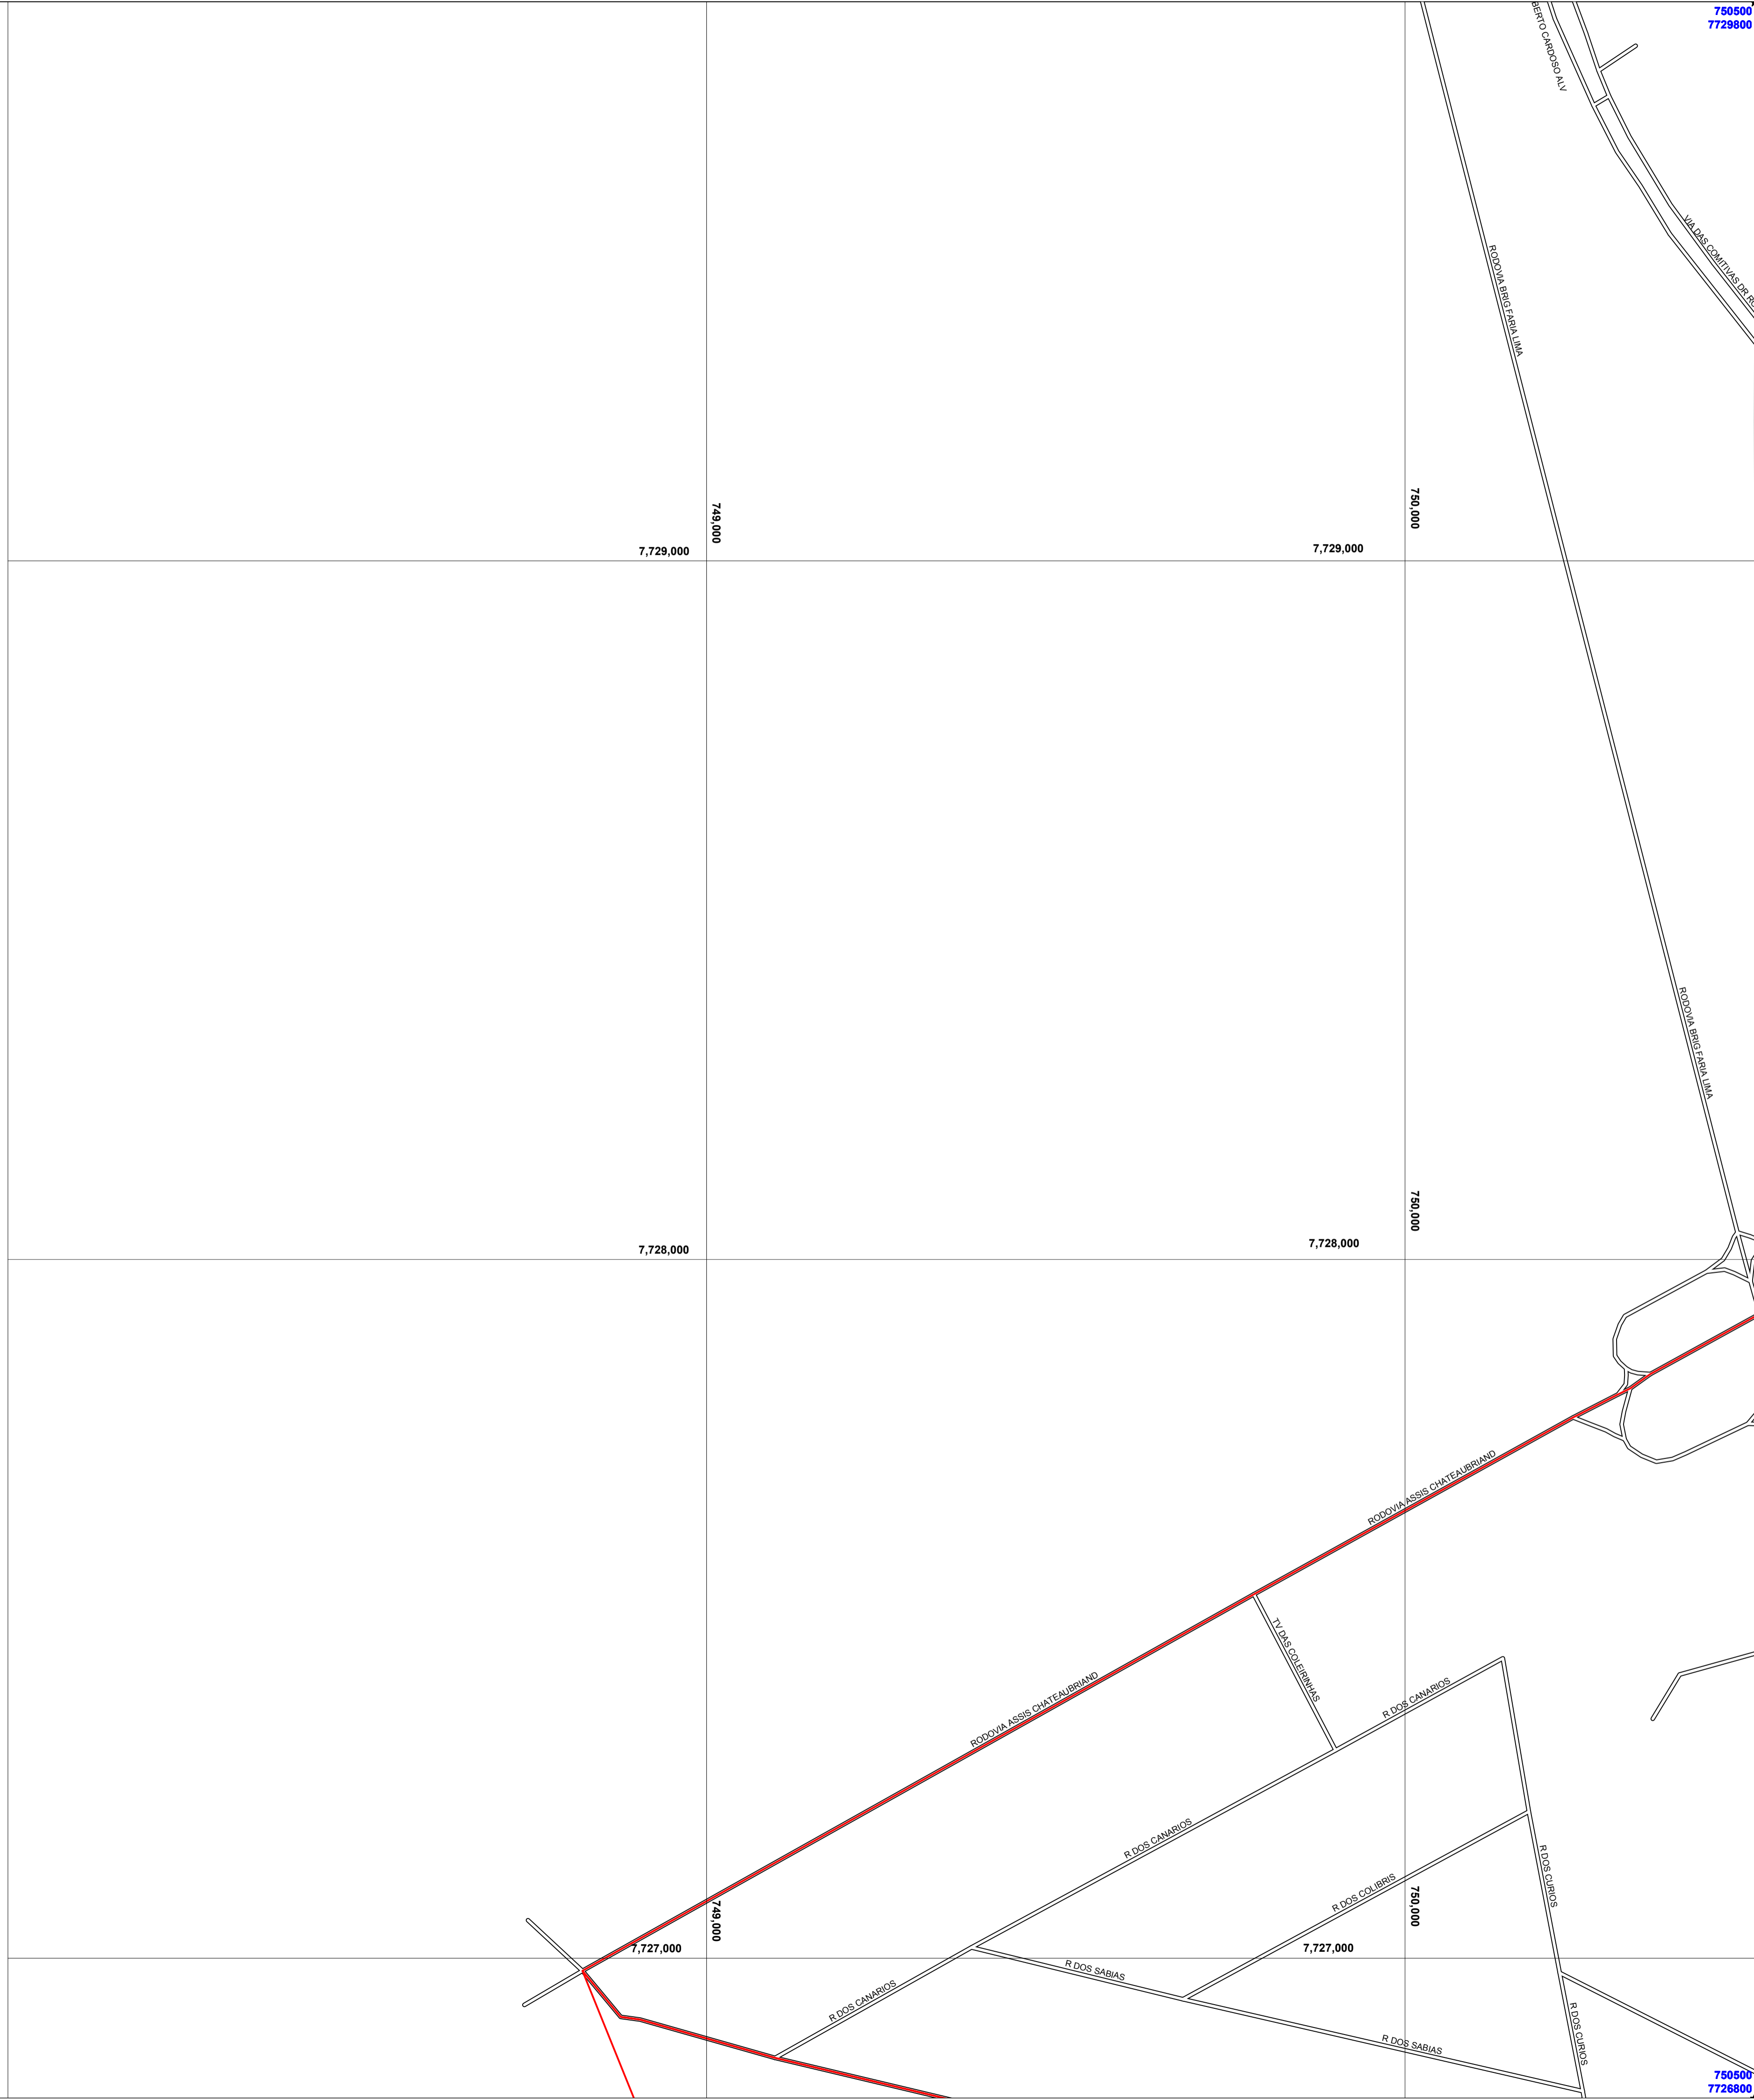 750500
7729800
BERTO CARDOSO ALV
VIA DAS COMITIVAS DR RO
RODOVIA BRIG FARIA LIMA
749,000
750,000
7,729,000
7,729,000
RODOVIA BRIG FARIA LIMA
750,000
7,728,000
7,728,000
RODOVIA ASSIS CHATEAUBRIAND
TV DAS COLEIRINHAS
RODOVIA ASSIS CHATEAUBRIAND
R DOS CANARIOS
R DOS CANARIOS
R DOS CURIOS
R DOS COLIBRIS
749,000
750,000
7,727,000
7,727,000
R DOS SABIAS
R DOS CANARIOS
R DOS CURIOS
R DOS SABIAS
750500
7726800